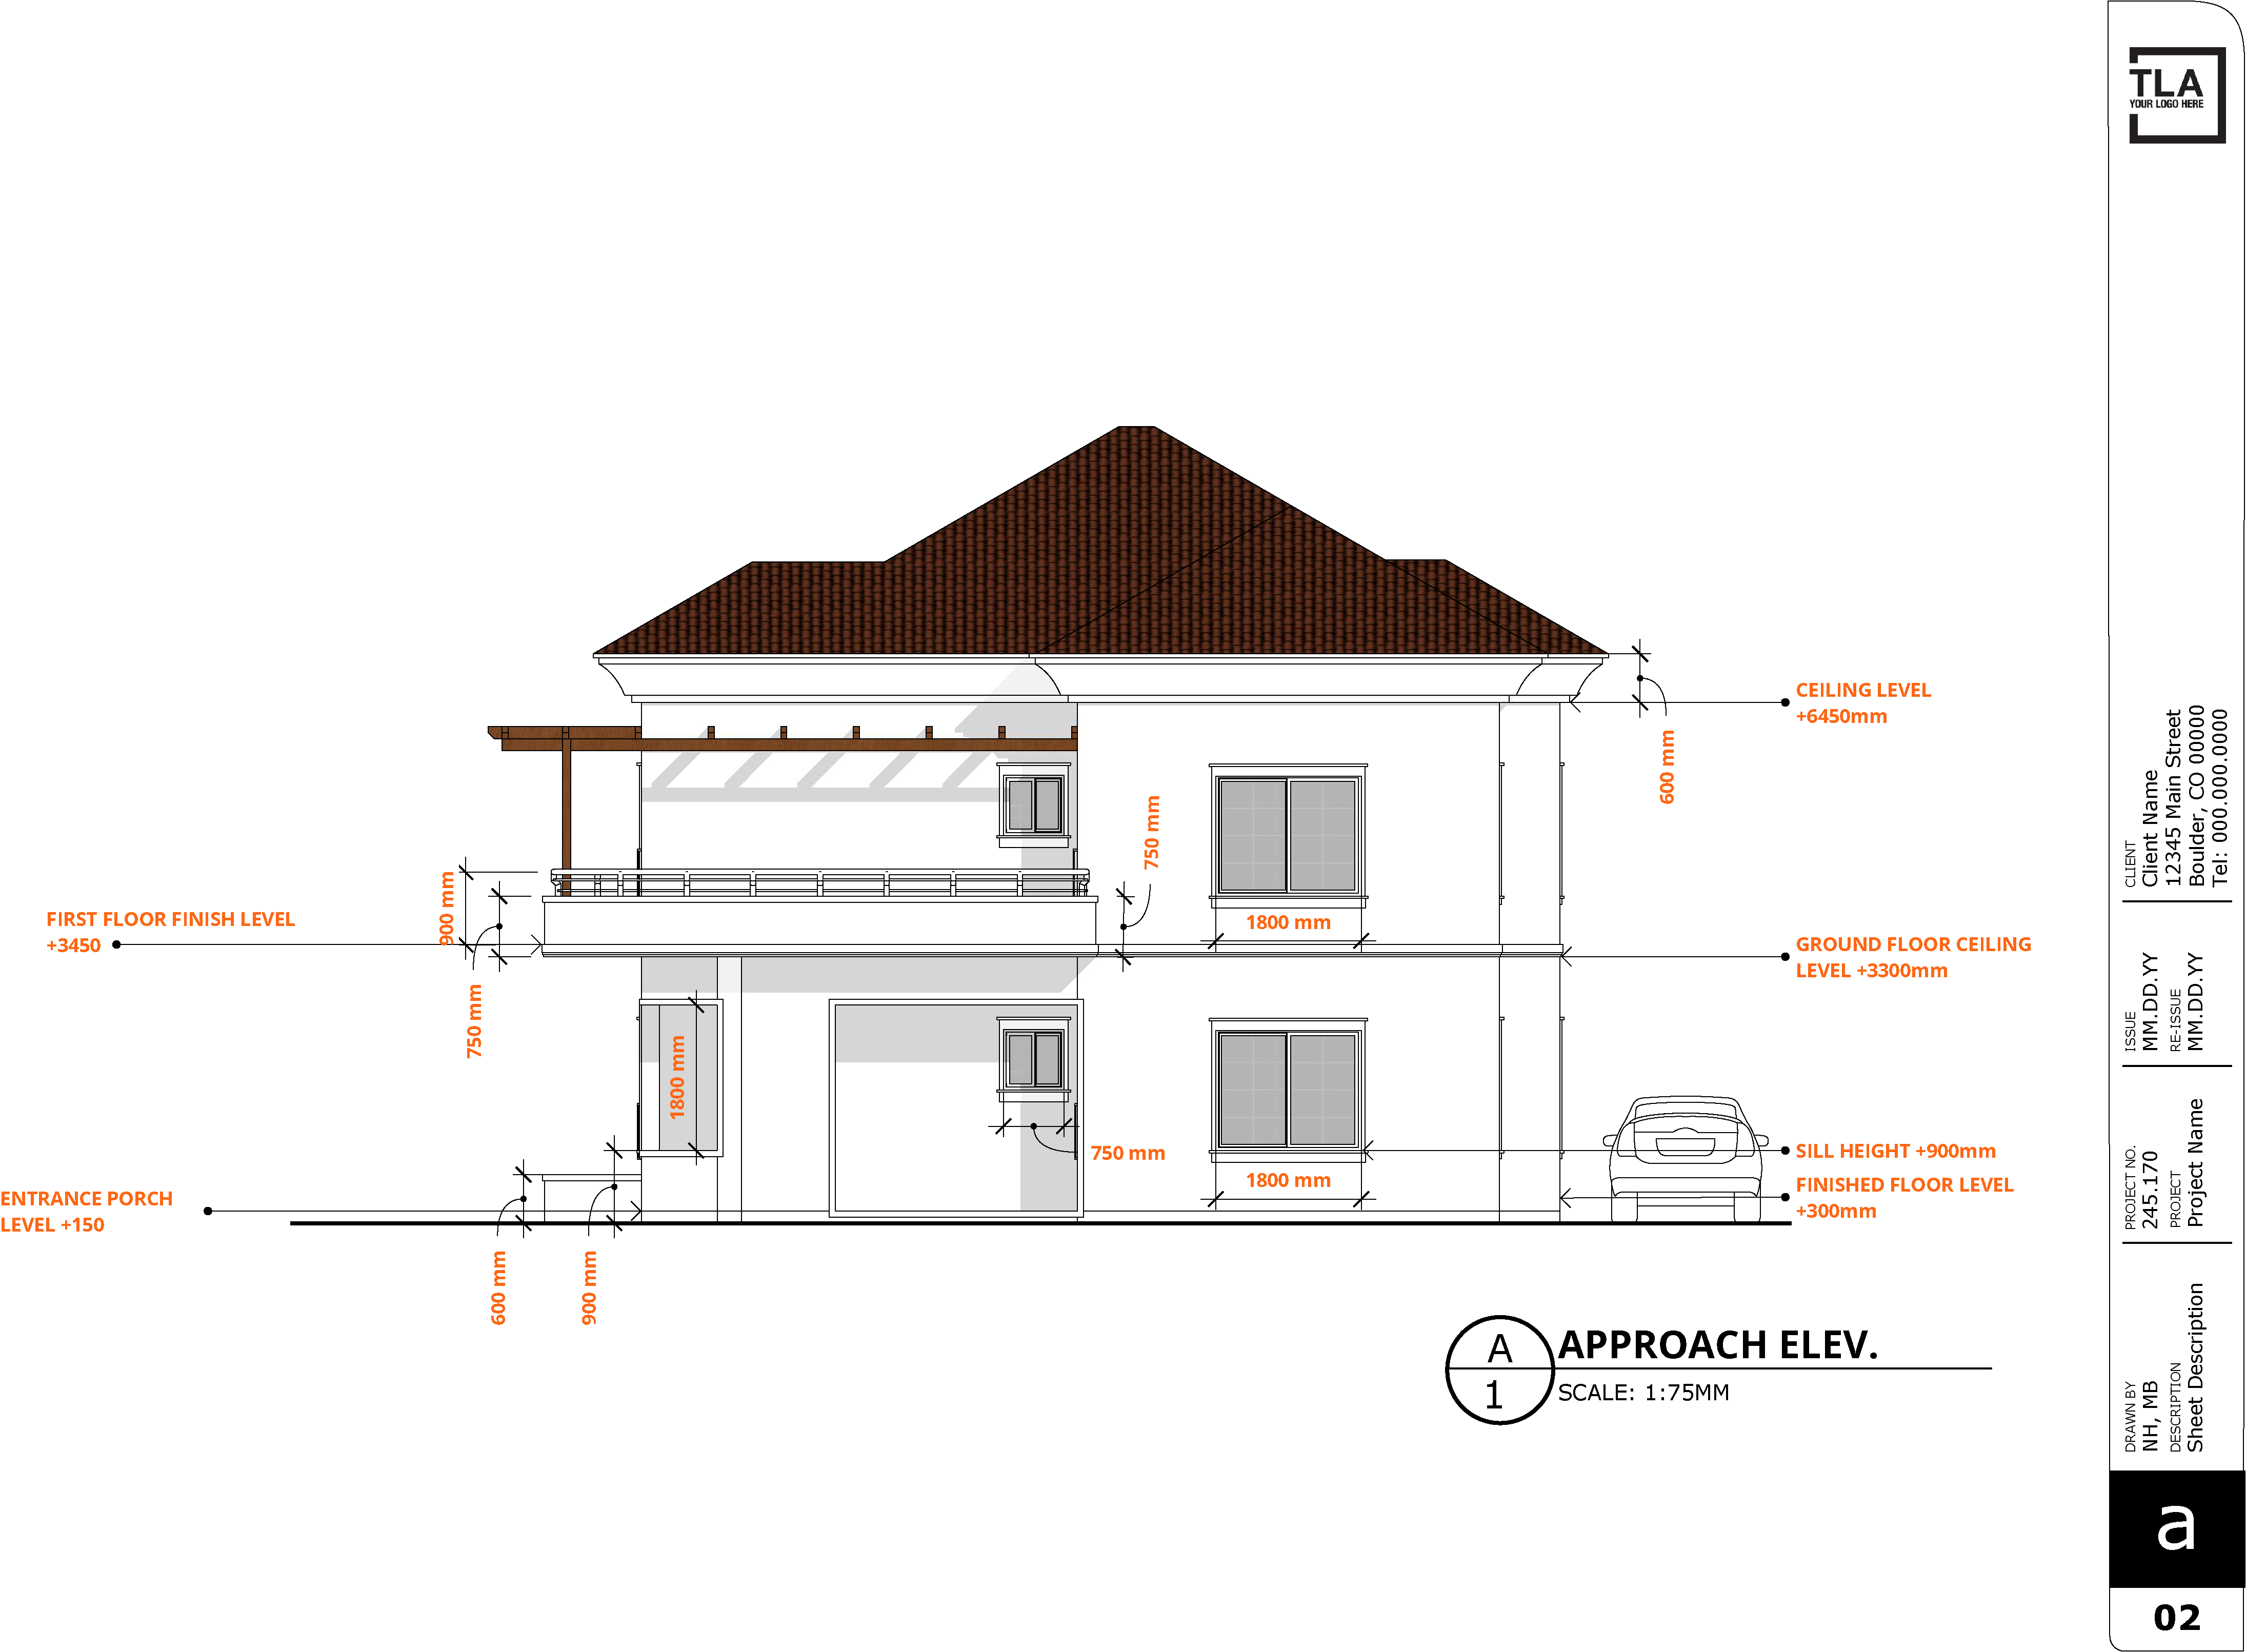 TLA
YOUR LOGO HERE
CEILING LEVEL
+6450mm
600 mm
750 mm
1800 mm
900 mm
FIRST FLOOR FINISH LEVEL
+3450
750 mm
GROUND FLOOR CEILING
LEVEL +3300mm
1800 mm
750 mm
SILL HEIGHT +900mm
1800 mm
FINISHED FLOOR LEVEL
+300mm
ENTRANCE PORCH
LEVEL +150
600 mm
900 mm
A
1
APPROACH ELEV.
SCALE: 1:75MM
CLIENT
Client Name
12345 Main Street
Boulder, CO 00000
Tel: 000.000.0000
ISSUE
MM.DD.YY
RE-ISSUE
MM.DD.YY
PROJECT NO.
245.170
PROJECT
Project Name
DRAWN BY
NH, MB
DESCRIPTION
Sheet Description
a
02